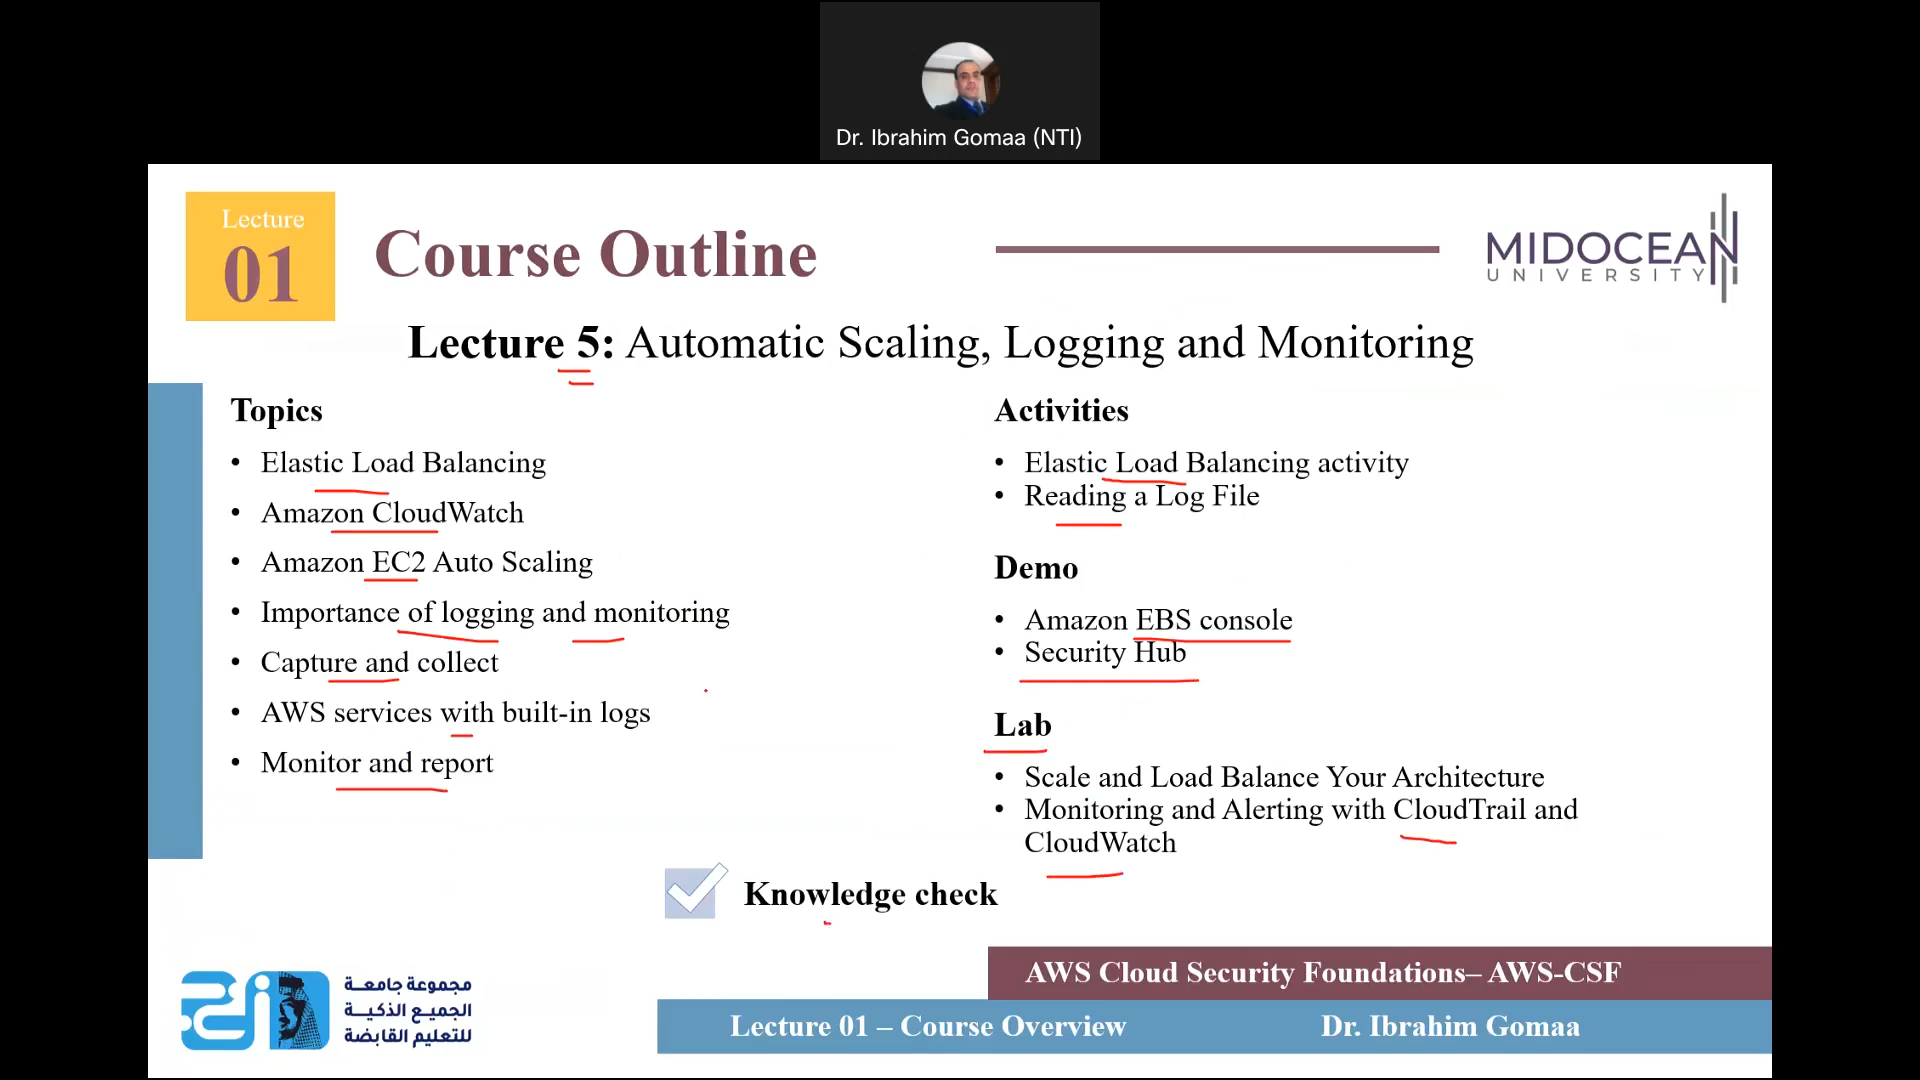 Dr. Ibrahim Gomaa (NTI)
Lecture
01
Course Outline
MIDOCEAN
UNIVERSITY
Lecture 5: Automatic Scaling, Logging and Monitoring
Topics
• Elastic Load Balancing
• Amazon CloudWatch
• Amazon EC2 Auto Scaling
• Importance of logging and monitoring
• Capture and collect
• AWS services with built-in logs
• Monitor and report
Activities
• Elastic Load Balancing activity
• Reading a Log File
Demo
• Amazon EBS console
• Security Hub
Lab
• Scale and Load Balance Your Architecture
• Monitoring and Alerting with CloudTrail and
CloudWatch
Knowledge check
مجموعة جامعة
الجميع الذكية
للتعليم القابضة
AWS Cloud Security Foundations– AWS-CSF
Lecture 01 – Course Overview
Dr. Ibrahim Gomaa